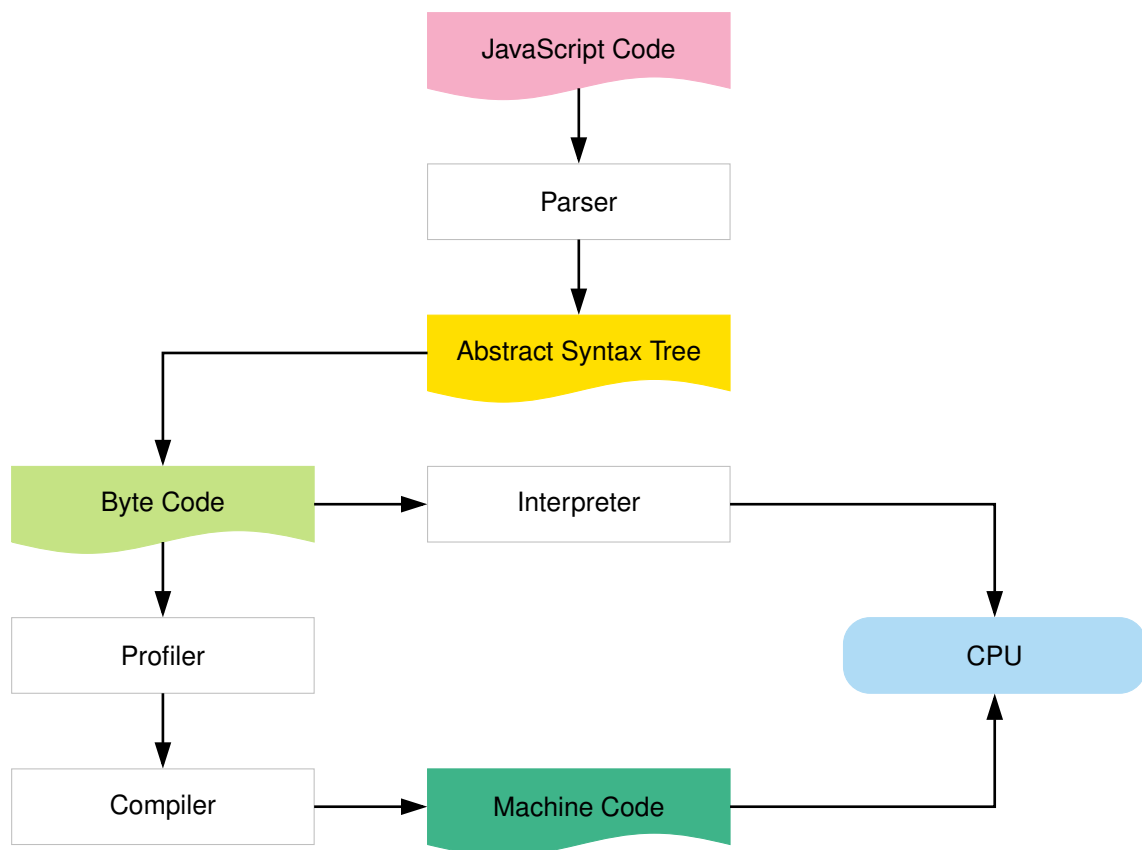 JavaScript Code
Parser
Abstract Syntax Tree
Byte Code
Interpreter
Profiler
CPU
Compiler
Machine Code